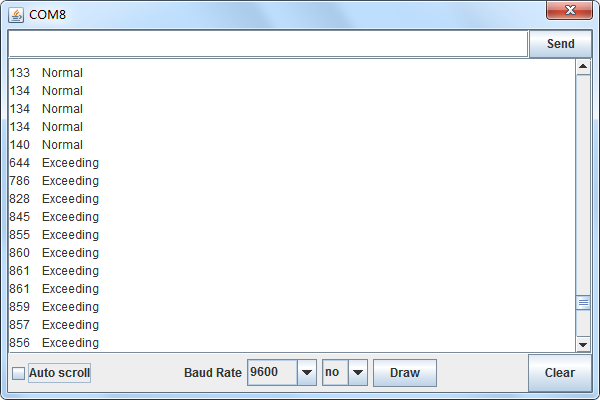 COM8
Send
133 Normal
134 Normal
134 Normal
134 Normal
140 Normal
644 Exceeding
786 Exceeding
828 Exceeding
845 Exceeding
855 Exceeding
860 Exceeding
861 Exceeding
861 Exceeding
859 Exceeding
857 Exceeding
856 Exceeding
Auto scroll Baud Rate 9600 no Draw Clear